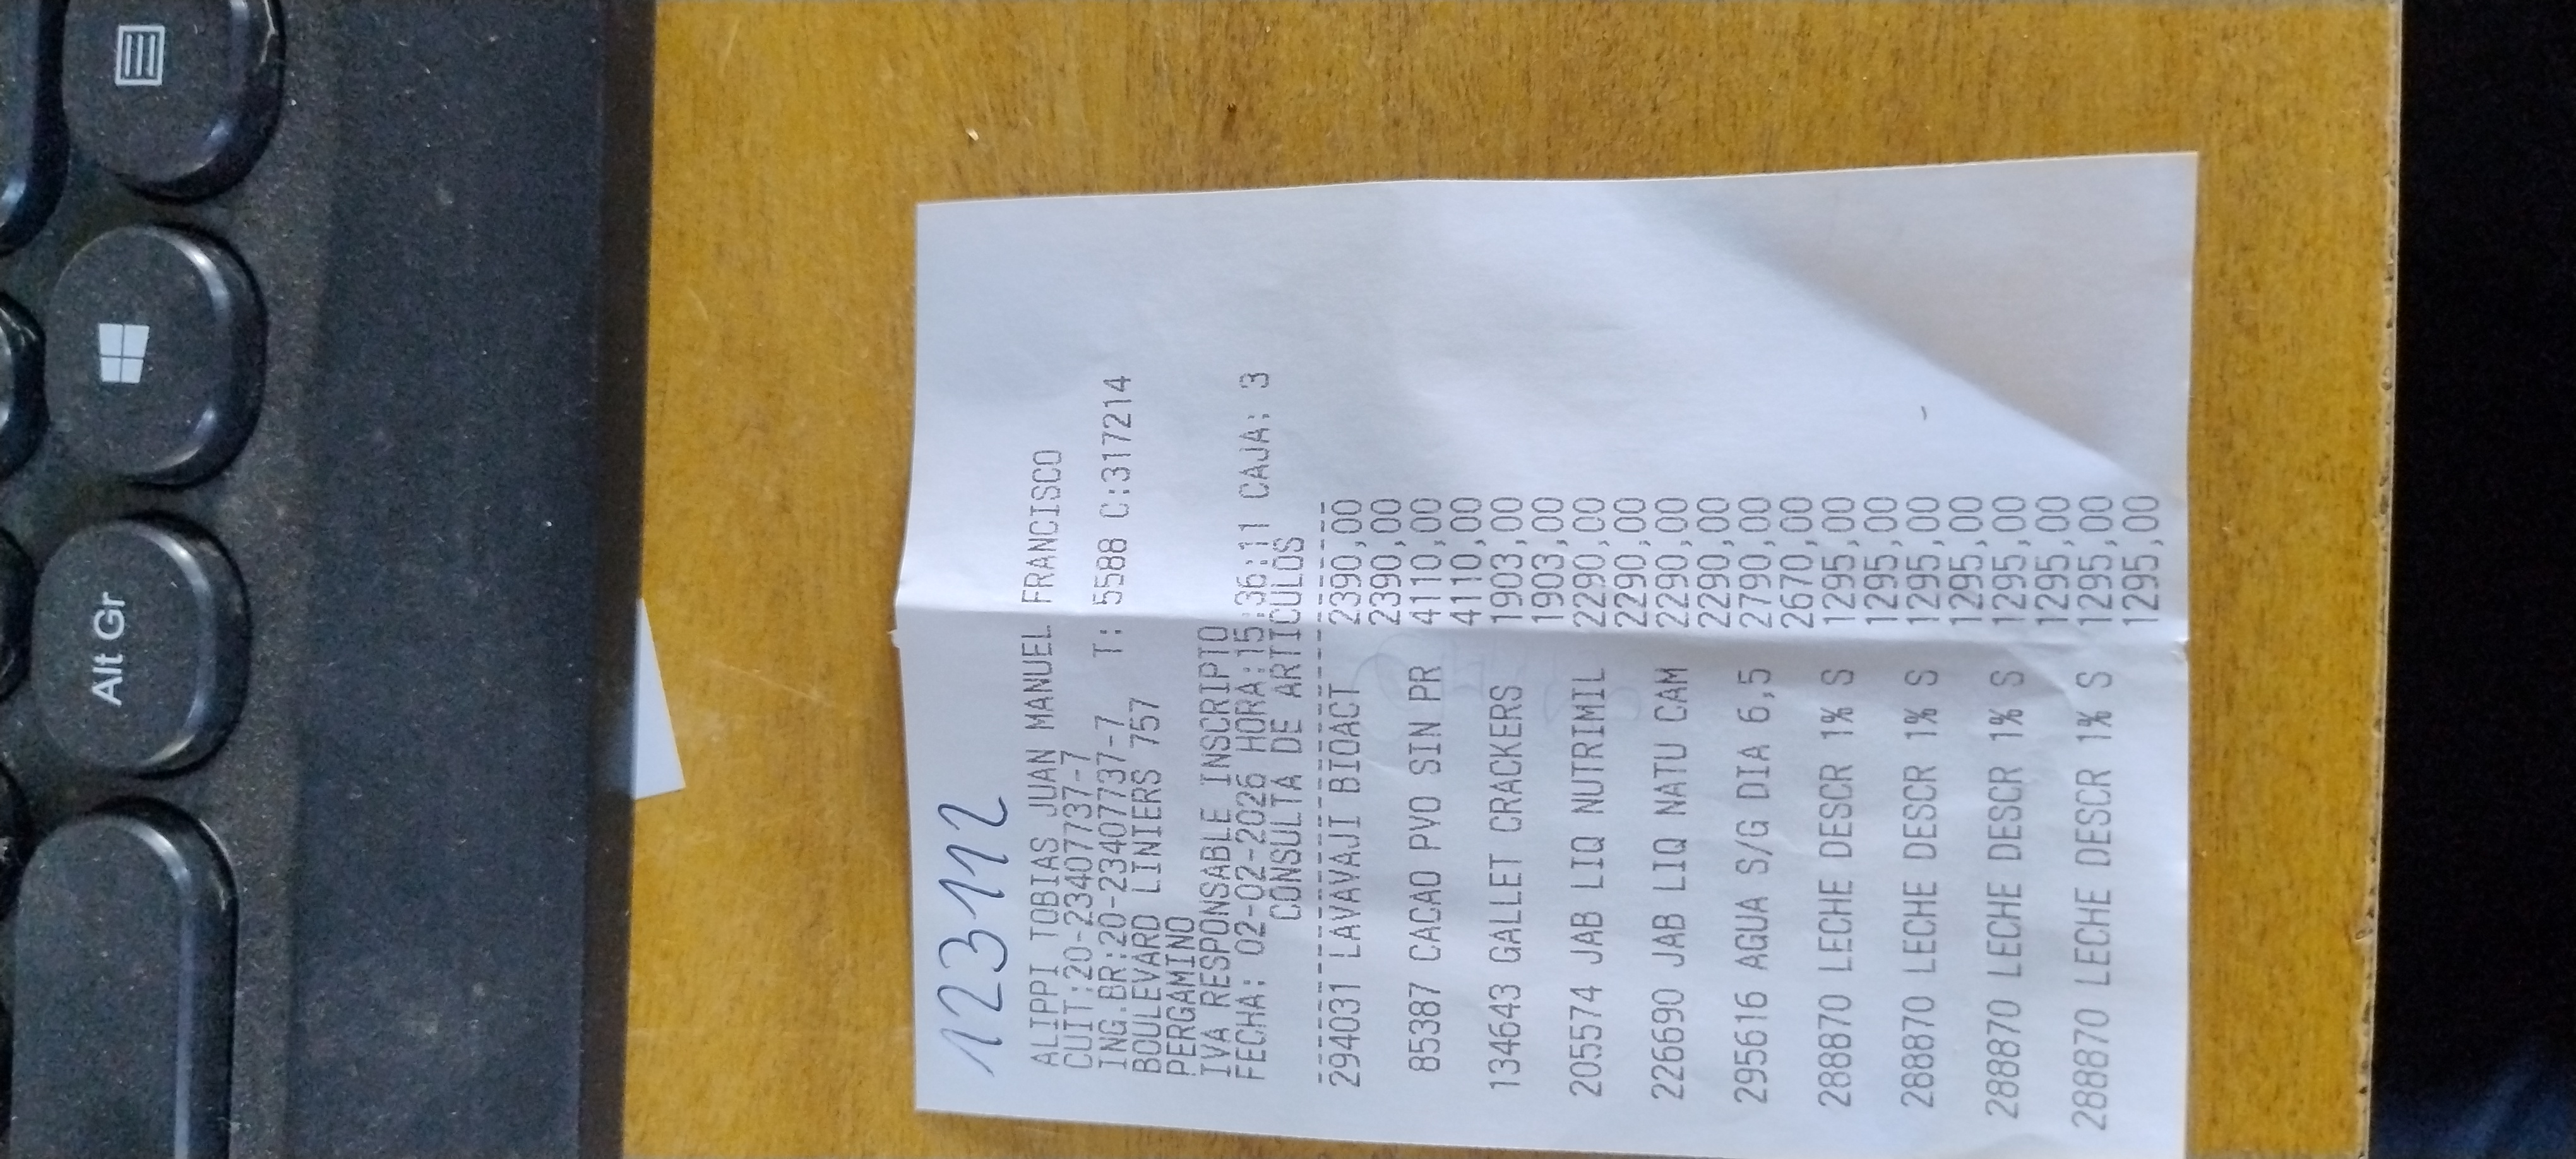 123112
ALIPPI TOBIAS JUAN MANUEL FRANCISCO
CUIT:20-23407737-7
ING.BR:20-23407737-7 T: 5588 C:317214
BOULEVARD LINIERS 757
PERGAMINO
IVA RESPONSABLE INSCRIPTO
FECHA: 02-02-2026 HORA:15:36:11 CAJA: 3
CONSULTA DE ARTICULOS
294031 LAVAVAJI BIOACT 2390,00
2390,00
85387 CACAO PVO SIN PR 4110,00
4110,00
134643 GALLET CRACKERS 1903,00
1903,00
205574 JAB LIQ NUTRIMIL 2290,00
2290,00
226690 JAB LIQ NATU CAM 2290,00
2290,00
295616 AGUA S/G DIA 6,5 2790,00
2670,00
288870 LECHE DESCR 1% S 1295,00
1295,00
288870 LECHE DESCR 1% S 1295,00
1295,00
288870 LECHE DESCR 1% S 1295,00
1295,00
288870 LECHE DESCR 1% S 1295,00
1295,00
Alt Gr